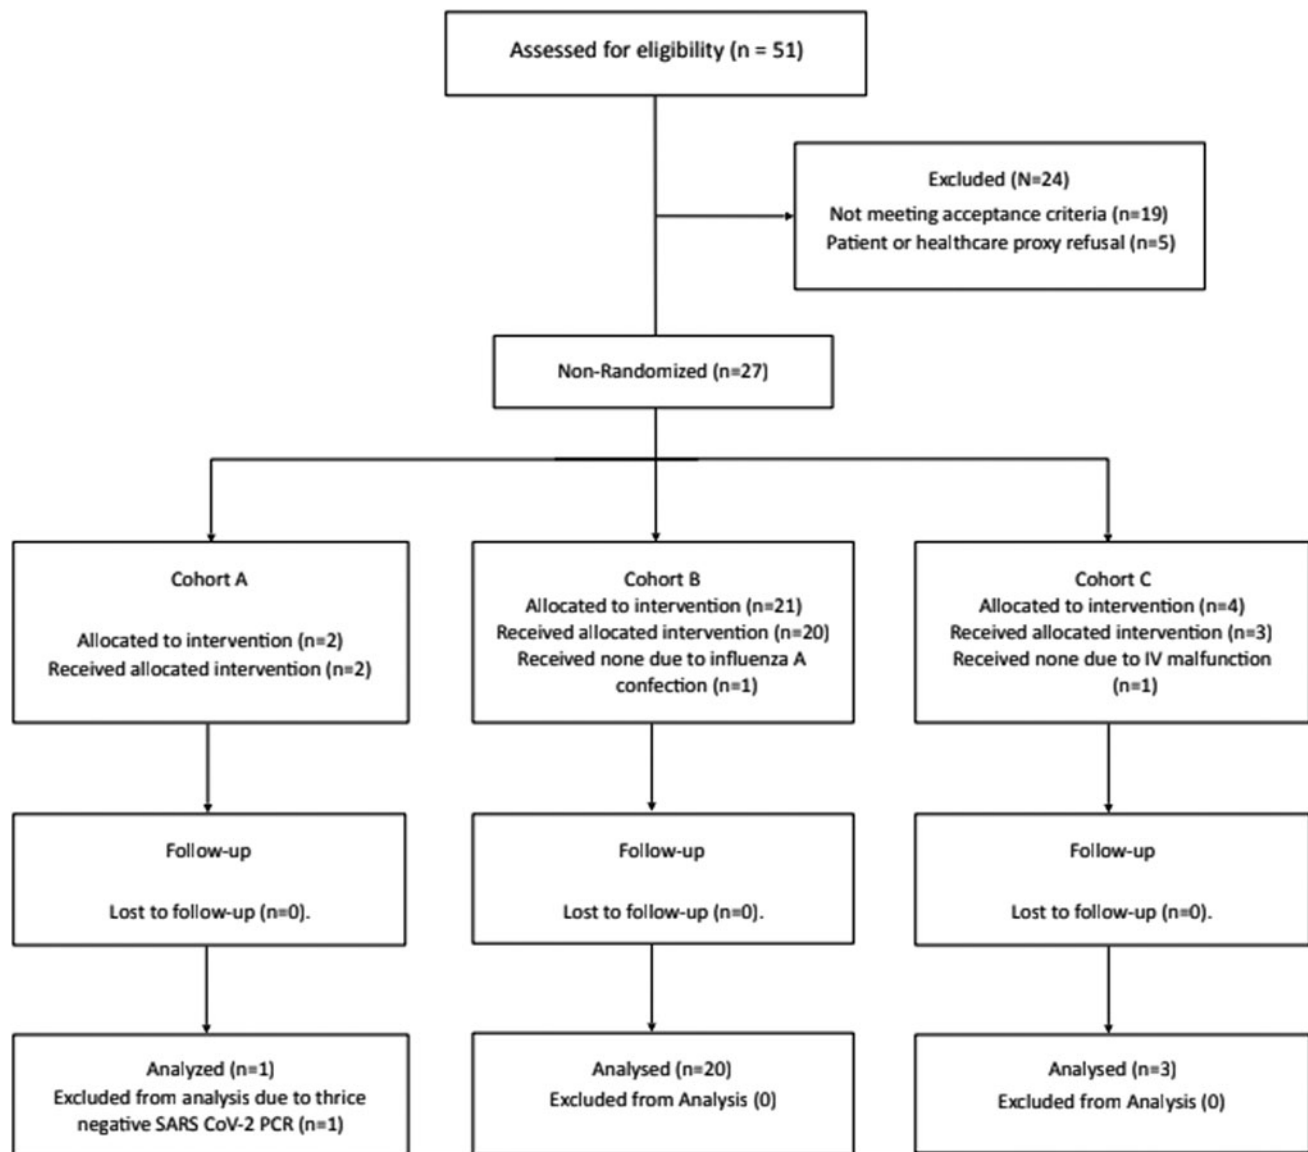 Assessed for eligibility (n = 51)
Excluded (N=24)
Not meeting acceptance criteria (n=19)
Patient or healthcare proxy refusal (n=5)
Non-Randomized (n=27)
Cohort A
Allocated to intervention (n=2)
Received allocated intervention (n=2)
Cohort B
Allocated to intervention (n=21)
Received allocated intervention (n=20)
Received none due to influenza A
confection (n=1)
Cohort C
Allocated to intervention (n=4)
Received allocated intervention (n=3)
Received none due to IV malfunction
(n=1)
Follow-up
Lost to follow-up (n=0).
Follow-up
Lost to follow-up (n=0).
Follow-up
Lost to follow-up (n=0).
Analyzed (n=1)
Excluded from analysis due to thrice
negative SARS CoV-2 PCR (n=1)
Analysed (n=20)
Excluded from Analysis (0)
Analysed (n=3)
Excluded from Analysis (0)